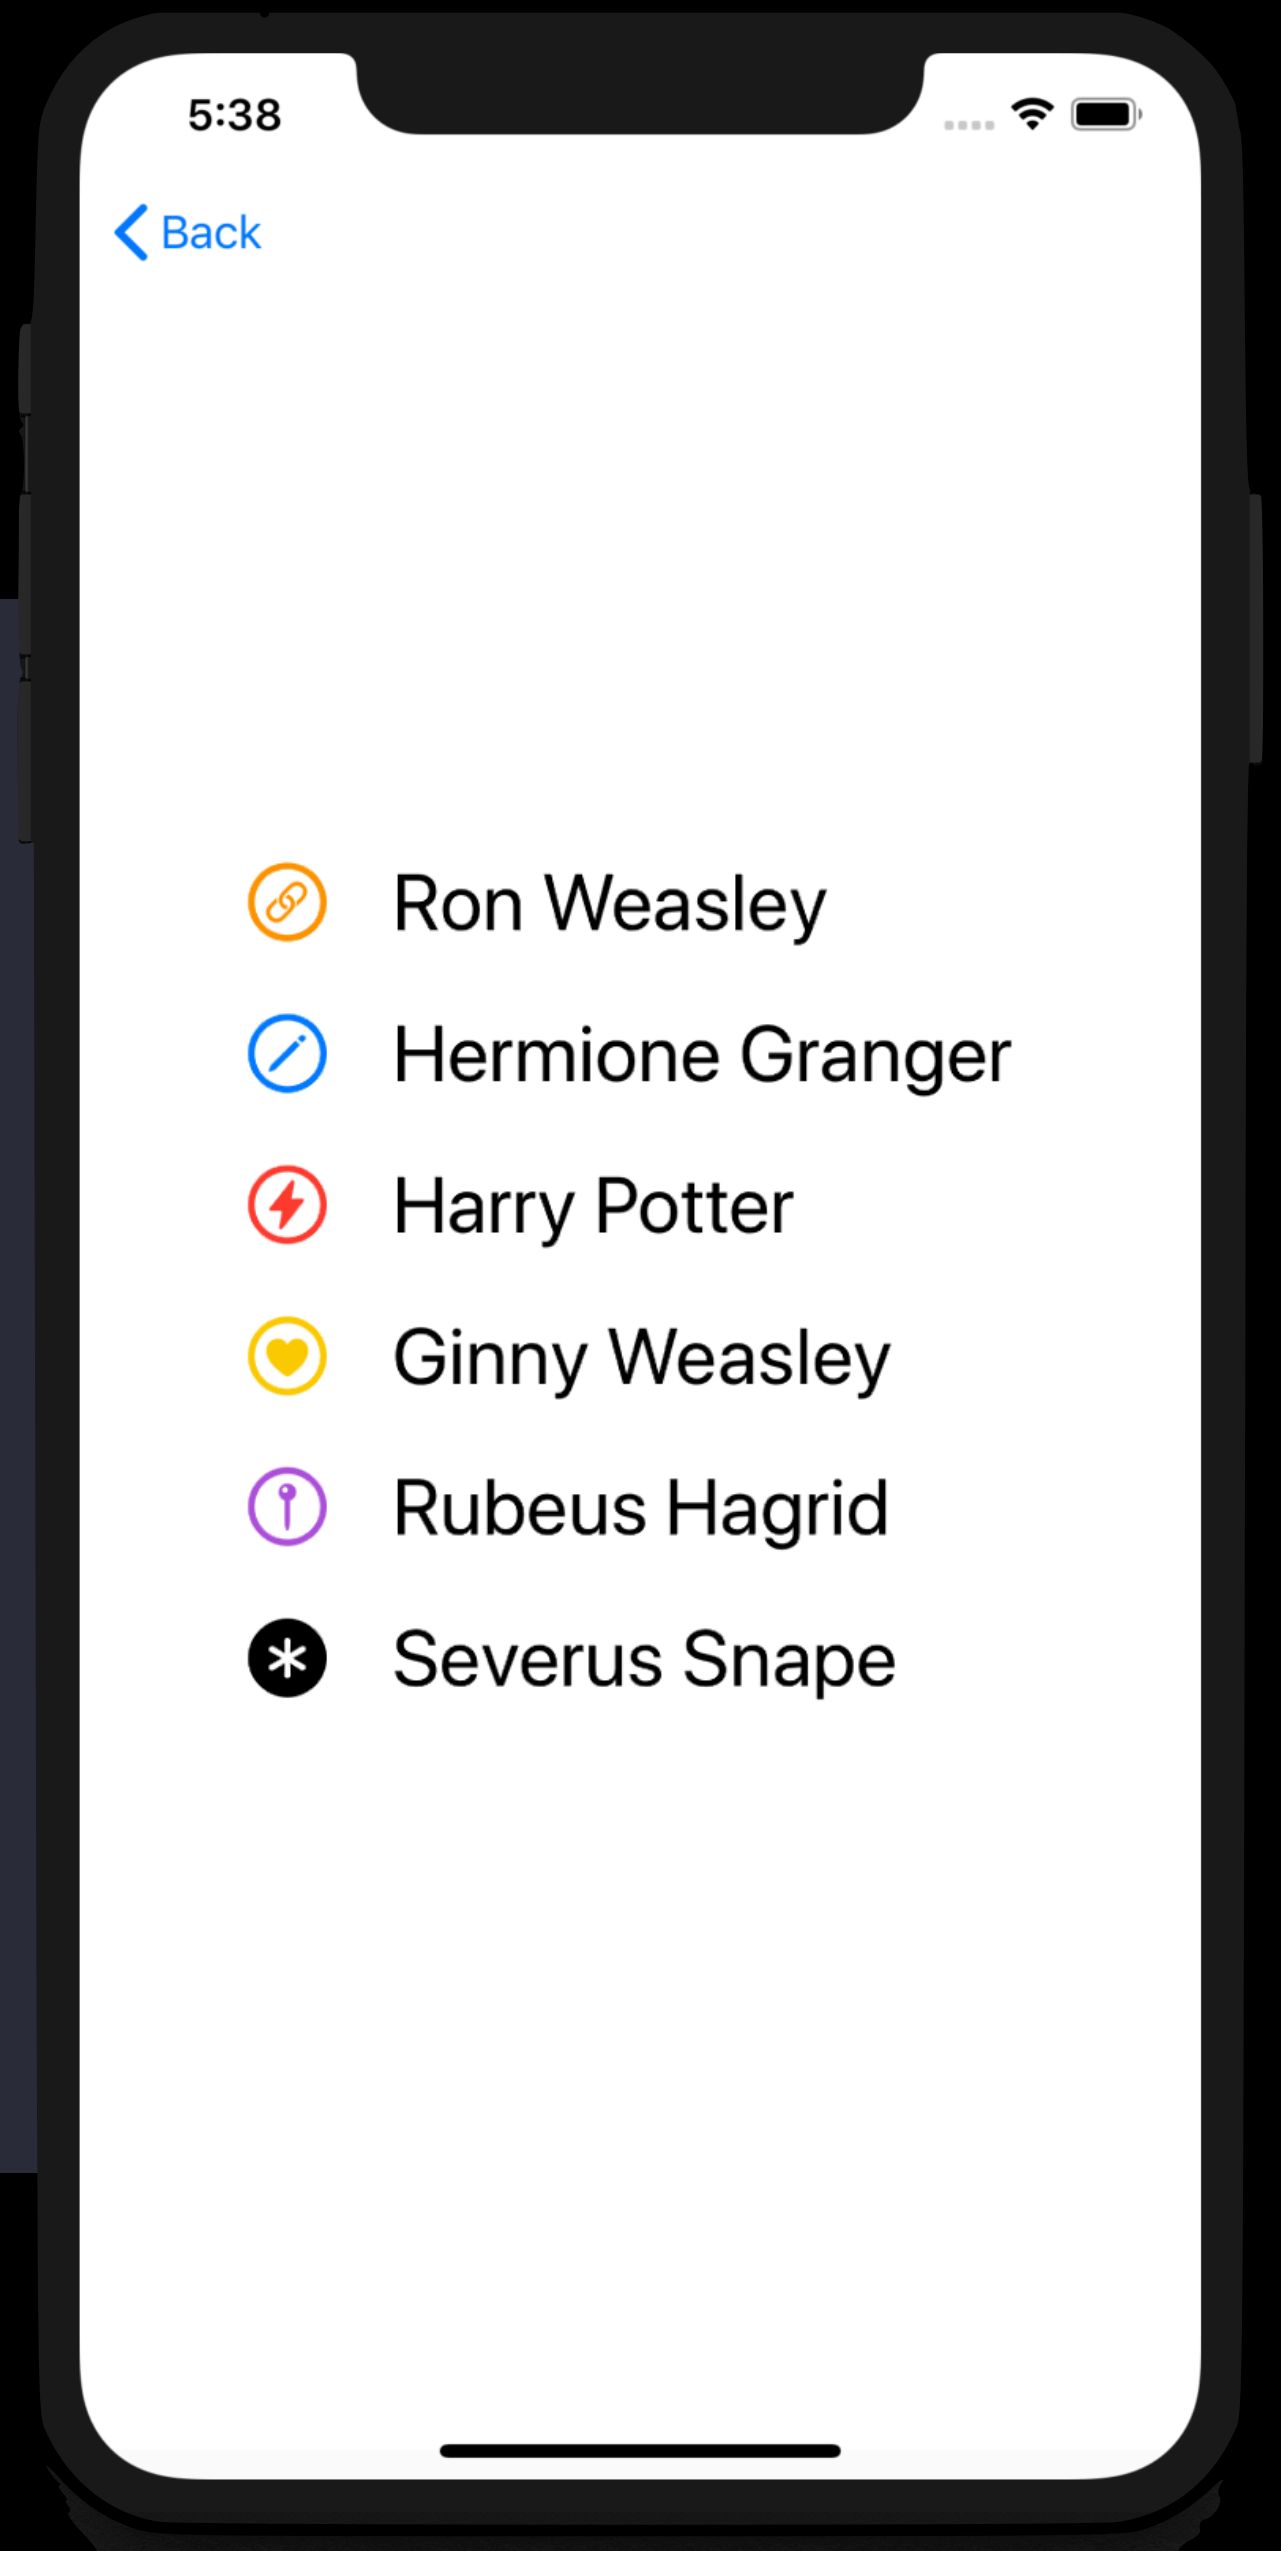 5:38
Back
Ron Weasley
Hermione Granger
Harry Potter
Ginny Weasley
Rubeus Hagrid
Severus Snape